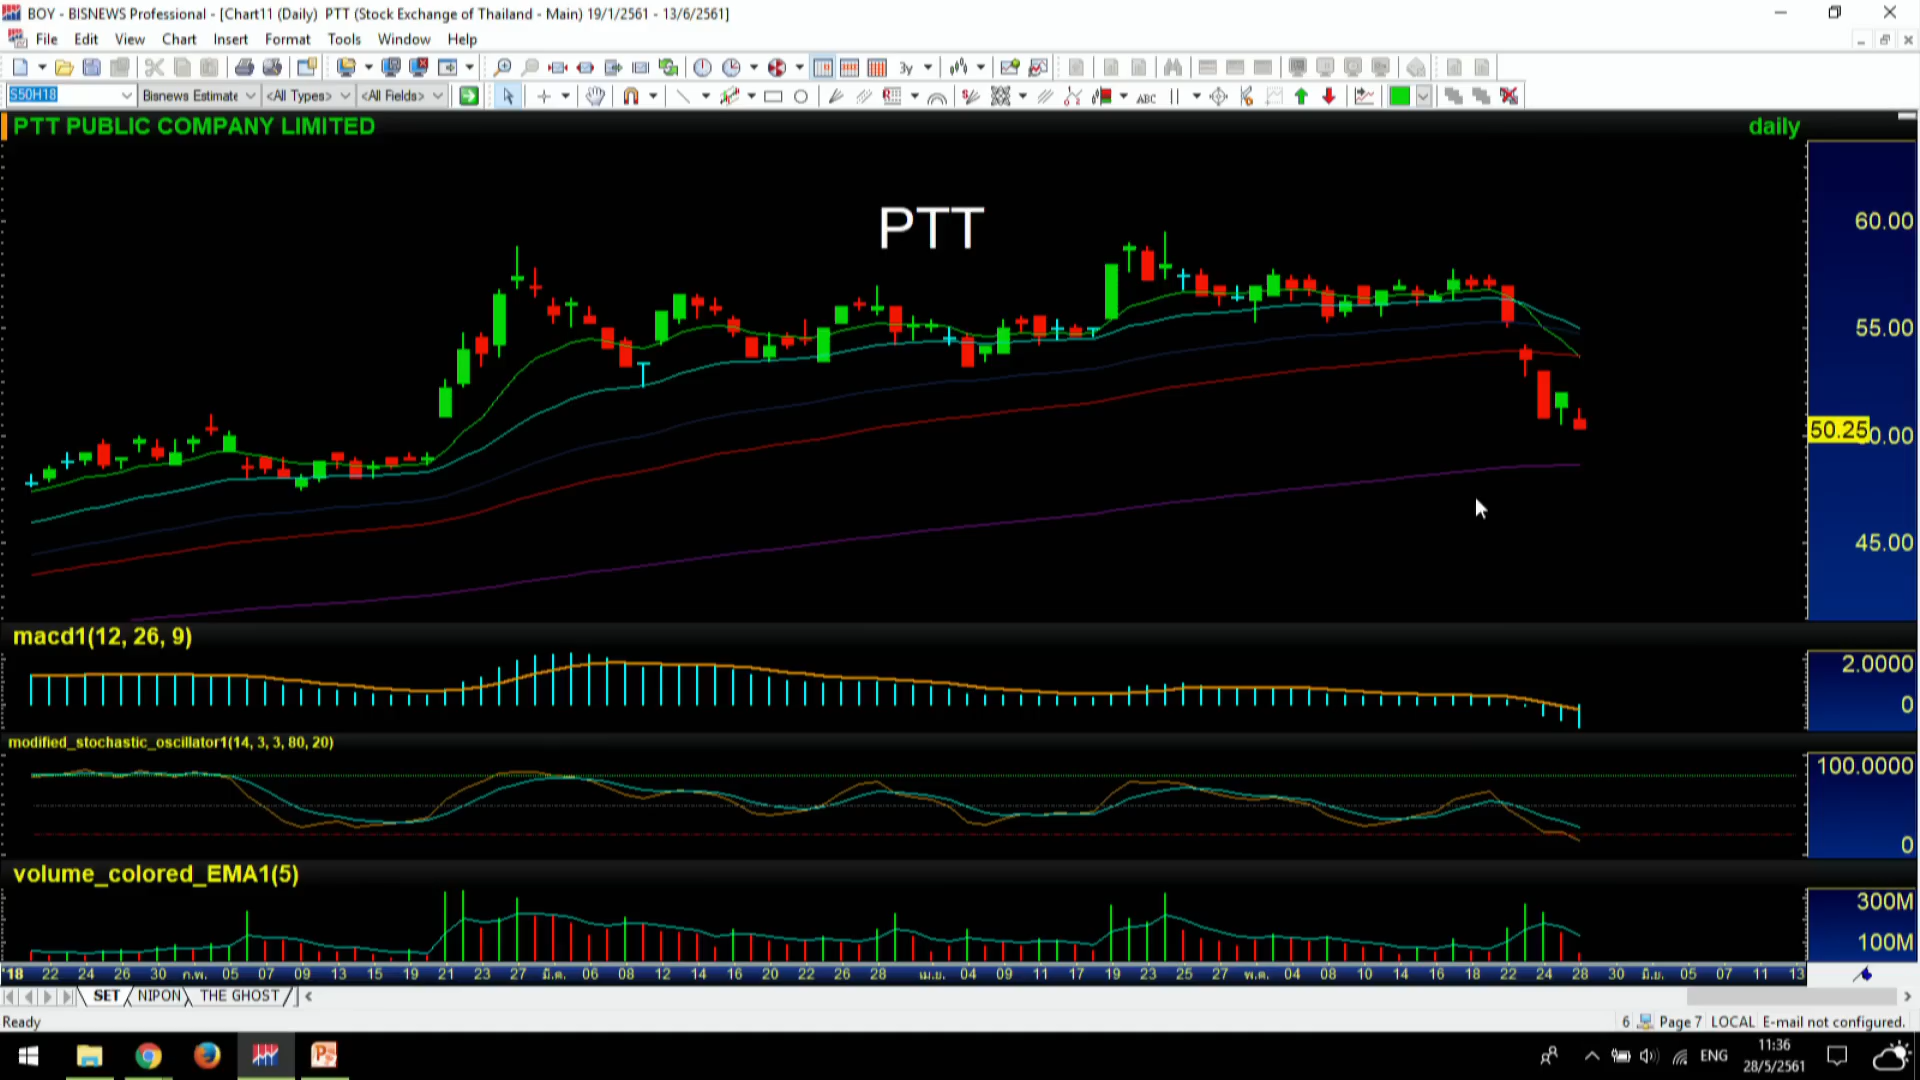 BOY - BISNEWS Professional - [Chart11 (Daily)  PTT (Stock Exchange of Thailand - Main) 19/1/2561 - 13/6/2561]
File Edit View Chart Insert Format Tools Window Help
3y
S50H18 Bisnews Estimate <All Types> <All Fields> ABC
PTT PUBLIC COMPANY LIMITED daily
PTT
60.00
55.00
50.25 0.00
45.00
macd1(12, 26, 9)
2.0000
0
modified_stochastic_oscillator1(14, 3, 3, 80, 20)
100.0000
0
volume_colored_EMA1(5)
300M
100M
'18 22 24 26 30 ก.พ. 05 07 09 13 15 19 21 23 27 มี.ค. 06 08 12 14 16 20 22 26 28 เม.ย. 04 09 11 17 19 23 25 27 พ.ค. 04 08 10 14 16 18 22 24 28 30 มิ.ย. 05 07 11 13
SET NIPON THE GHOST
Ready 6 Page 7 LOCAL E-mail not configured.
ENG 11:36
28/5/2561